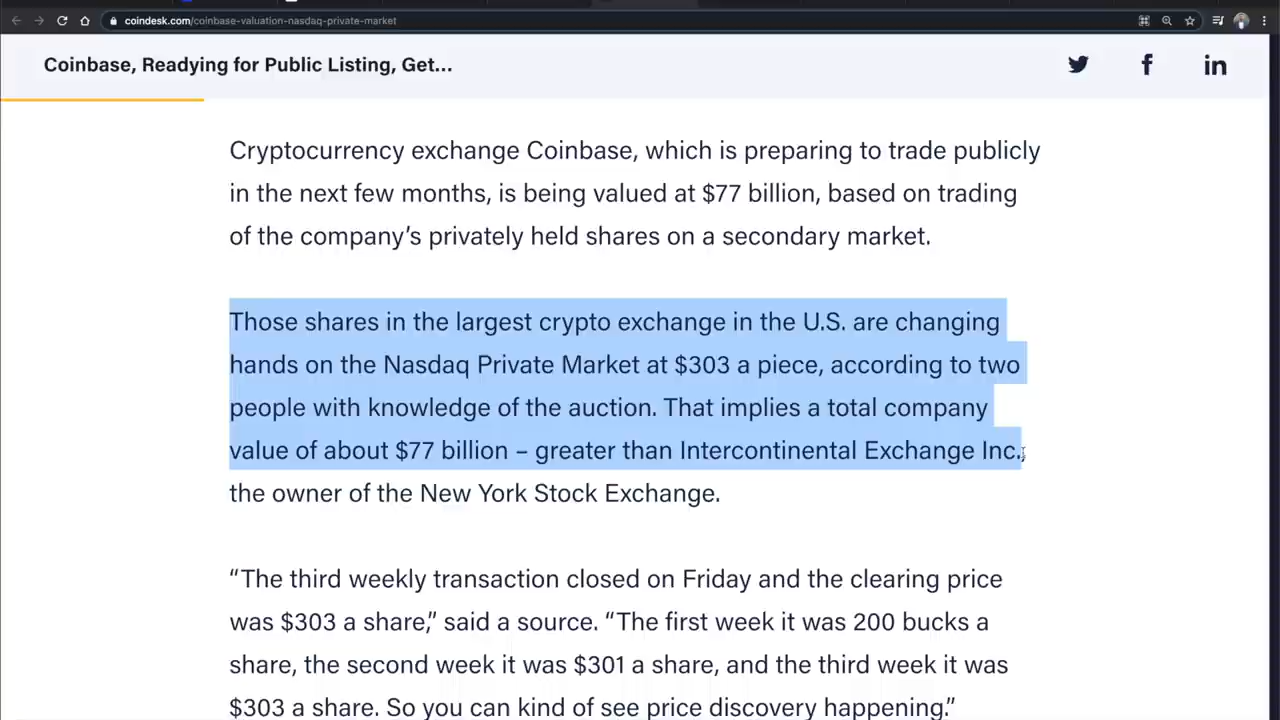 coindesk.com/coinbase-valuation-nasdaq-private-market
Coinbase, Readying for Public Listing, Get...
Cryptocurrency exchange Coinbase, which is preparing to trade publicly
in the next few months, is being valued at $77 billion, based on trading
of the company’s privately held shares on a secondary market.
Those shares in the largest crypto exchange in the U.S. are changing
hands on the Nasdaq Private Market at $303 a piece, according to two
people with knowledge of the auction. That implies a total company
value of about $77 billion – greater than Intercontinental Exchange Inc.,
the owner of the New York Stock Exchange.
“The third weekly transaction closed on Friday and the clearing price
was $303 a share,” said a source. “The first week it was 200 bucks a
share, the second week it was $301 a share, and the third week it was
$303 a share. So you can kind of see price discovery happening.”